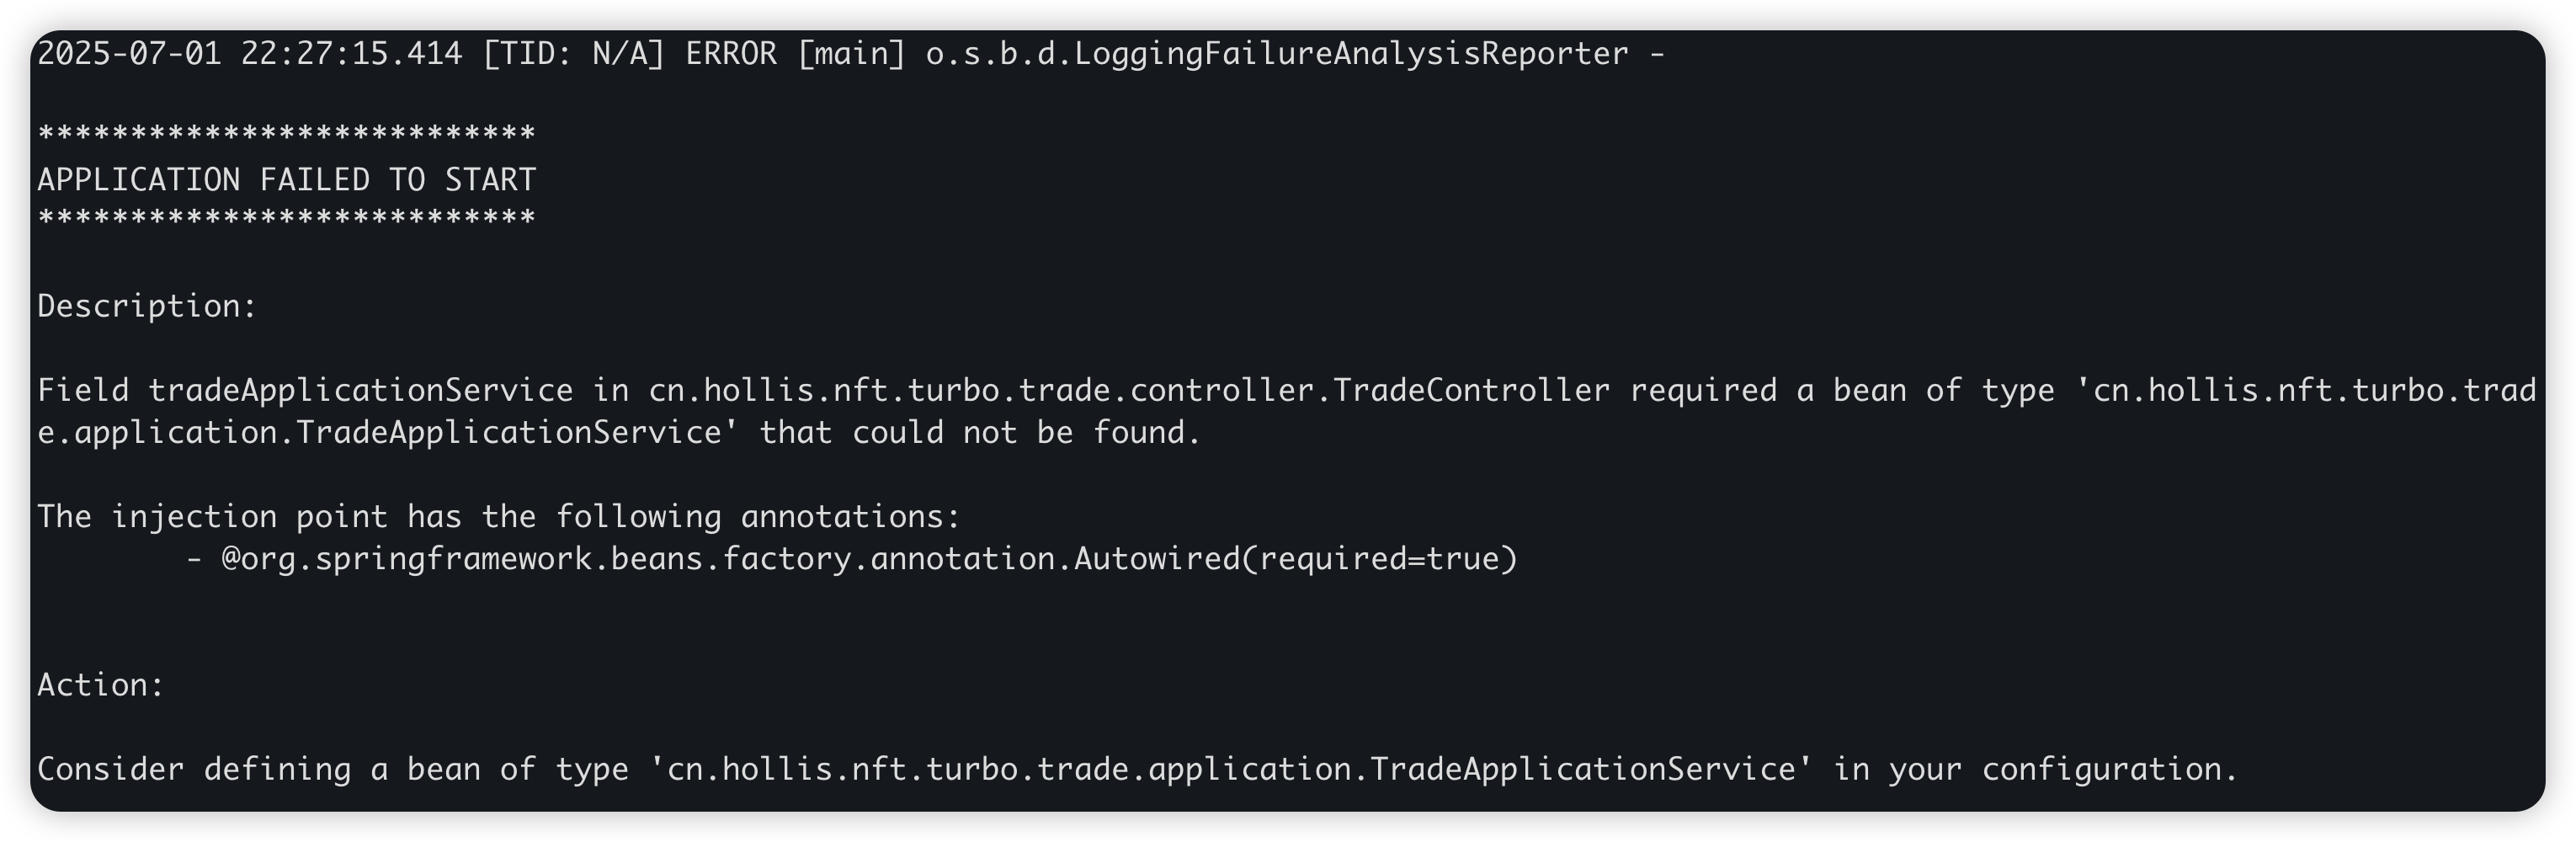 2025-07-01 22:27:15.414 [TID: N/A] ERROR [main] o.s.b.d.LoggingFailureAnalysisReporter -
***************************
APPLICATION FAILED TO START
***************************
Description:
Field tradeApplicationService in cn.hollis.nft.turbo.trade.controller.TradeController required a bean of type 'cn.hollis.nft.turbo.trad
e.application.TradeApplicationService' that could not be found.
The injection point has the following annotations:
- @org.springframework.beans.factory.annotation.Autowired(required=true)
Action:
Consider defining a bean of type 'cn.hollis.nft.turbo.trade.application.TradeApplicationService' in your configuration.